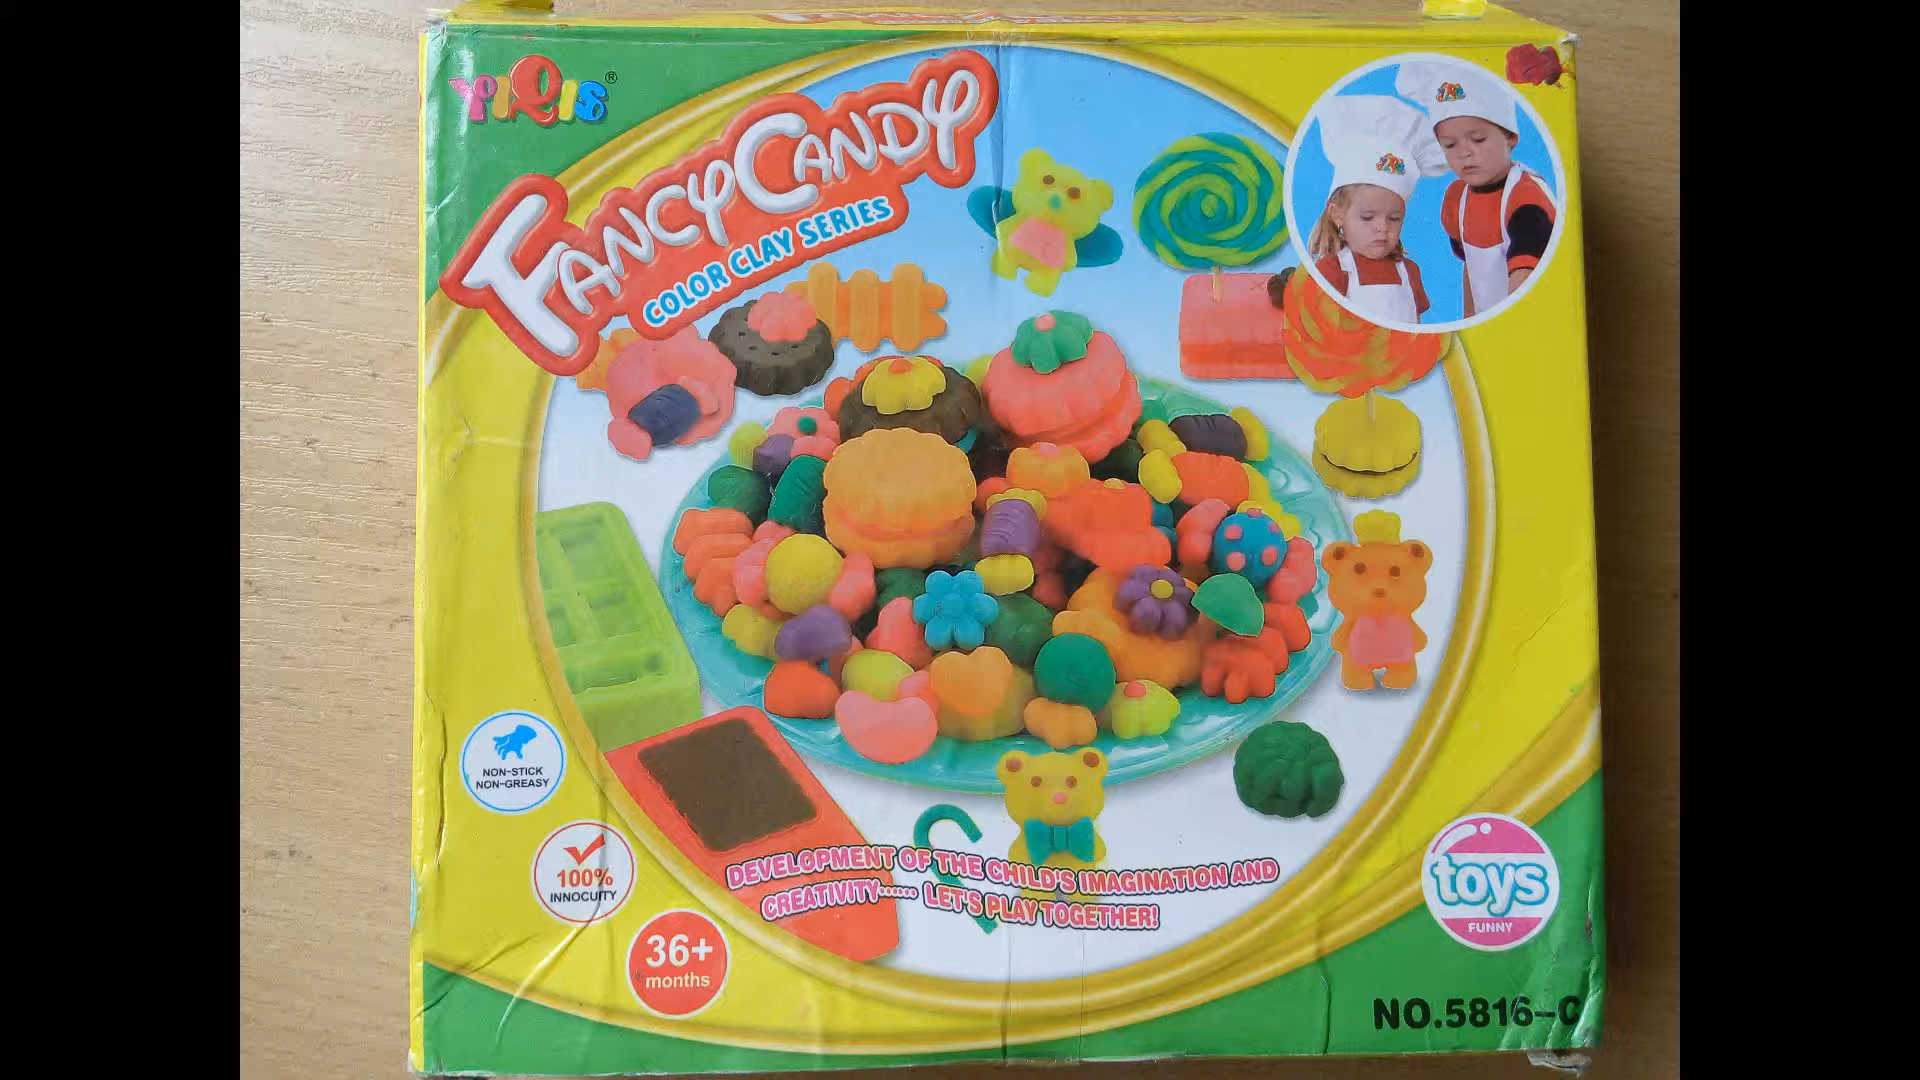 YIQIS®
FANCY CANDY
COLOR CLAY SERIES
NON-STICK
NON-GREASY
100%
INNOCUITY
36+
months
DEVELOPMENT OF THE CHILD'S IMAGINATION AND
CREATIVITY...... LET'S PLAY TOGETHER!
toys
FUNNY
NO.5816-C